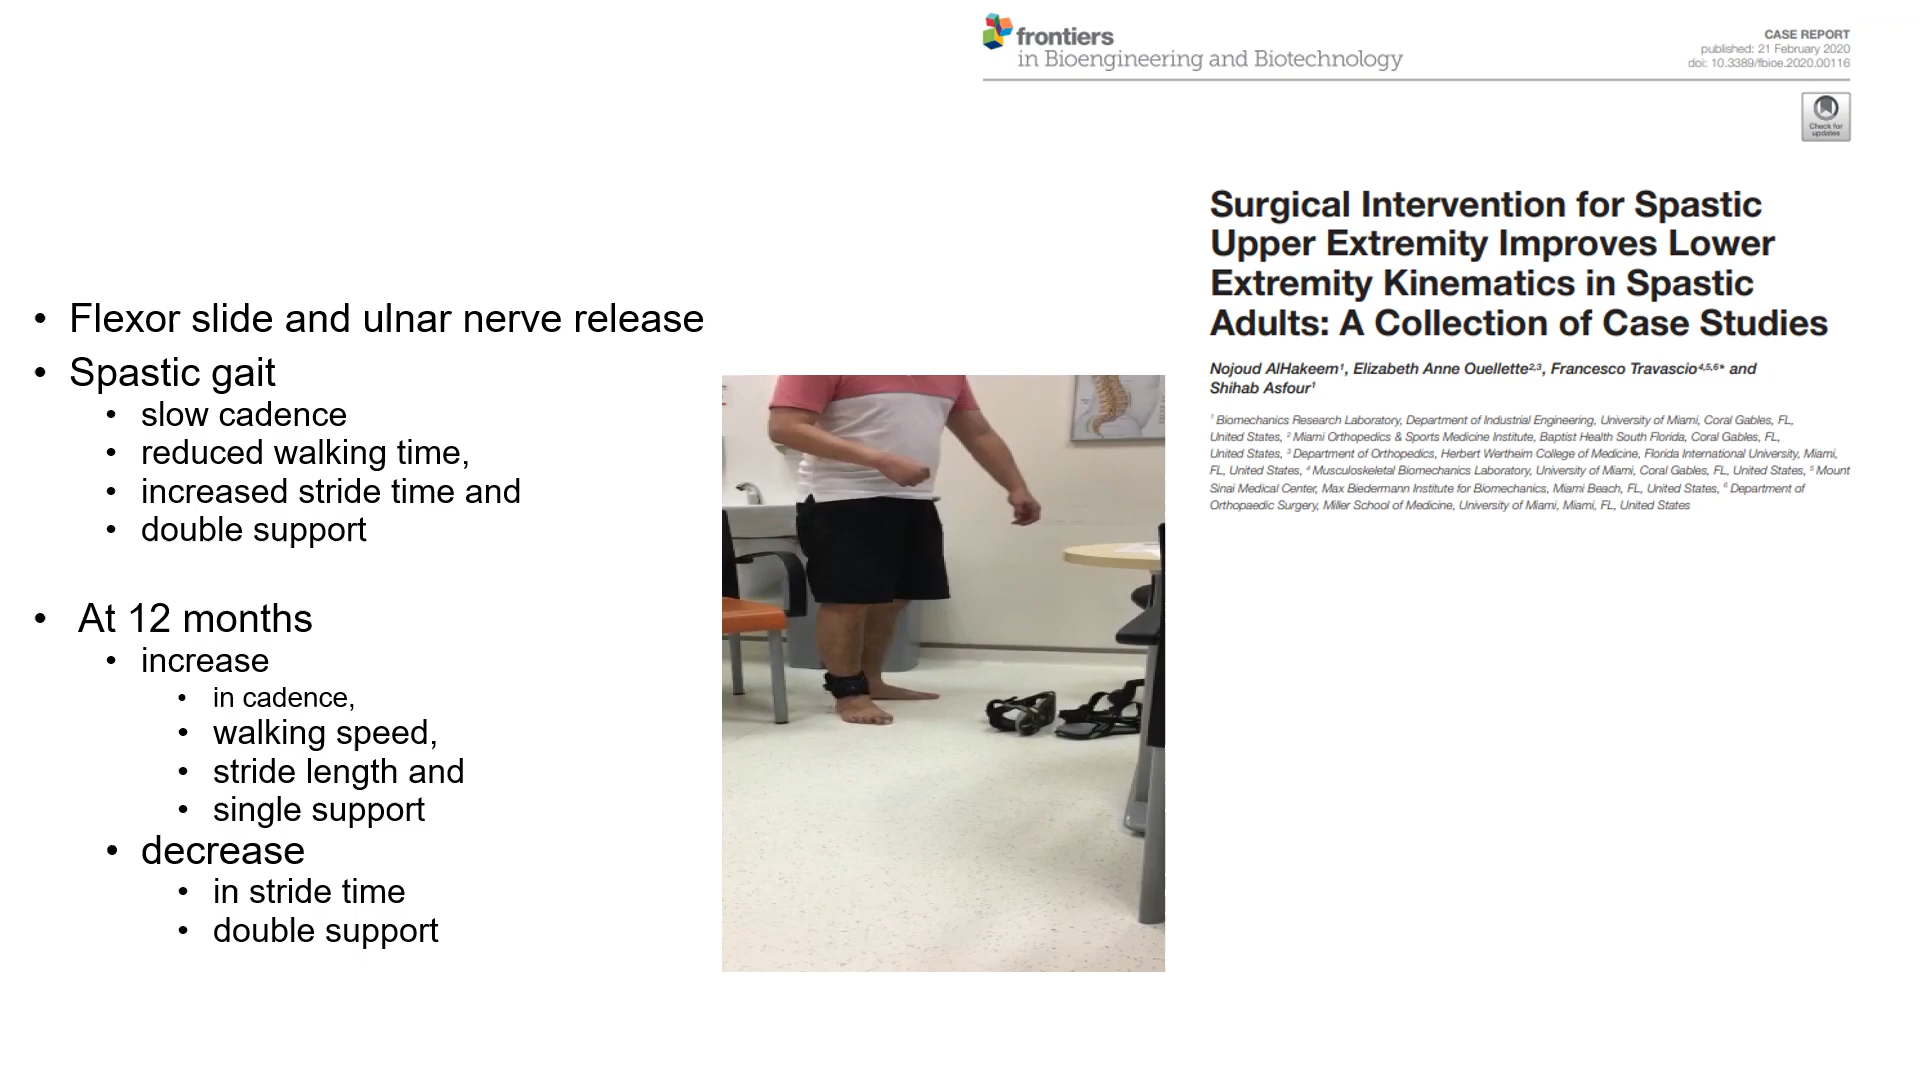 frontiers
in Bioengineering and Biotechnology
CASE REPORT
published: 21 February 2020
doi: 10.3389/fbioe.2020.00116
Check for
updates
Surgical Intervention for Spastic
Upper Extremity Improves Lower
Extremity Kinematics in Spastic
Adults: A Collection of Case Studies
Nojoud AlHakeem¹, Elizabeth Anne Ouellette²,³, Francesco Travascio⁴,⁵,⁶* and
Shihab Asfour¹
¹ Biomechanics Research Laboratory, Department of Industrial Engineering, University of Miami, Coral Gables, FL,
United States, ² Miami Orthopedics & Sports Medicine Institute, Baptist Health South Florida, Coral Gables, FL,
United States, ³ Department of Orthopedics, Herbert Wertheim College of Medicine, Florida International University, Miami,
FL, United States, ⁴ Musculoskeletal Biomechanics Laboratory, University of Miami, Coral Gables, FL, United States, ⁵ Mount
Sinai Medical Center, Max Biedermann Institute for Biomechanics, Miami Beach, FL, United States, ⁶ Department of
Orthopaedic Surgery, Miller School of Medicine, University of Miami, Miami, FL, United States
• Flexor slide and ulnar nerve release
• Spastic gait
• slow cadence
• reduced walking time,
• increased stride time and
• double support
• At 12 months
• increase
• in cadence,
• walking speed,
• stride length and
• single support
• decrease
• in stride time
• double support